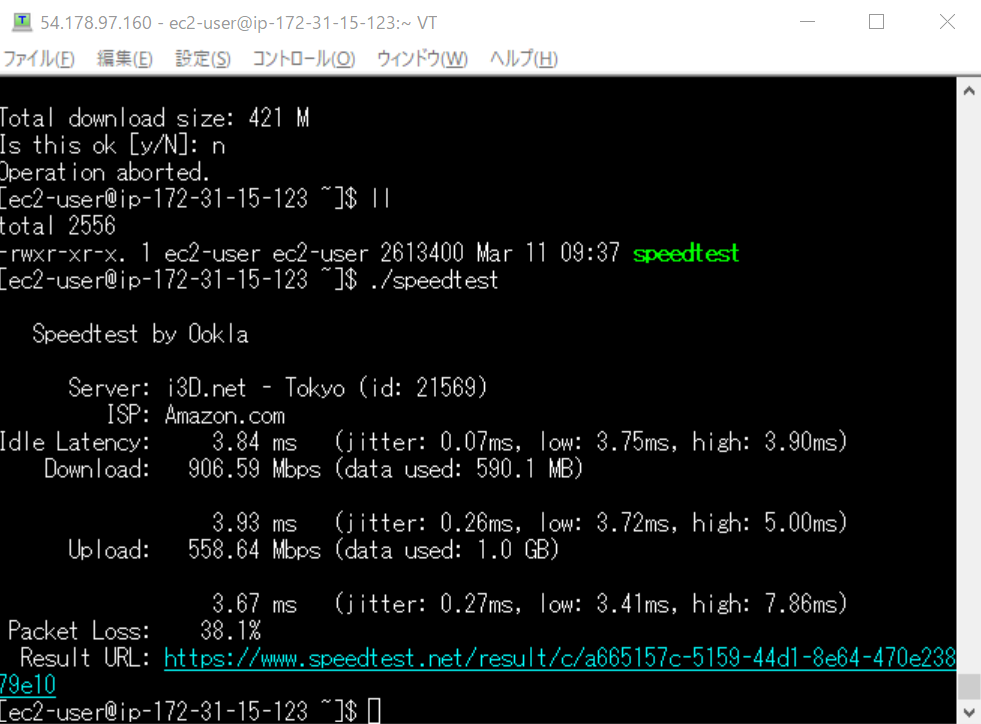 54.178.97.160 - ec2-user@ip-172-31-15-123:~ VT
ファイル(F) 編集(E) 設定(S) コントロール(O) ウィンドウ(W) ヘルプ(H)
Total download size: 421 M
Is this ok [y/N]: n
Operation aborted.
[ec2-user@ip-172-31-15-123 ~]$ ll
total 2556
-rwxr-xr-x. 1 ec2-user ec2-user 2613400 Mar 11 09:37 speedtest
[ec2-user@ip-172-31-15-123 ~]$ ./speedtest
Speedtest by Ookla
Server: i3D.net - Tokyo (id: 21569)
ISP: Amazon.com
Idle Latency: 3.84 ms (jitter: 0.07ms, low: 3.75ms, high: 3.90ms)
Download: 906.59 Mbps (data used: 590.1 MB)
3.93 ms (jitter: 0.26ms, low: 3.72ms, high: 5.00ms)
Upload: 558.64 Mbps (data used: 1.0 GB)
3.67 ms (jitter: 0.27ms, low: 3.41ms, high: 7.86ms)
Packet Loss: 38.1%
Result URL: https://www.speedtest.net/result/c/a665157c-5159-44d1-8e64-470e238
79e10
[ec2-user@ip-172-31-15-123 ~]$